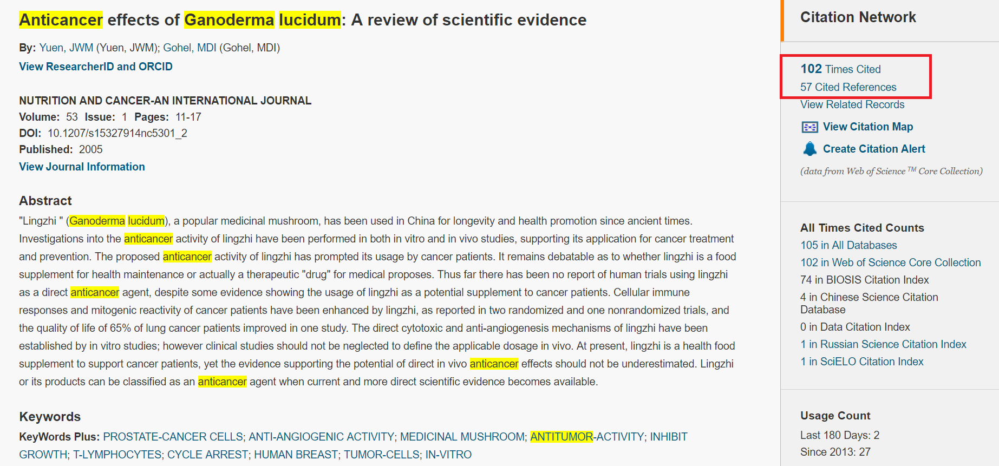 Anticancer effects of Ganoderma lucidum: A review of scientific evidence
By: Yuen, JWM (Yuen, JWM); Gohel, MDI (Gohel, MDI)
View ResearcherID and ORCID
NUTRITION AND CANCER-AN INTERNATIONAL JOURNAL
Volume: 53 Issue: 1 Pages: 11-17
DOI: 10.1207/s15327914nc5301_2
Published: 2005
View Journal Information
Abstract
"Lingzhi " (Ganoderma lucidum), a popular medicinal mushroom, has been used in China for longevity and health promotion since ancient times.
Investigations into the anticancer activity of lingzhi have been performed in both in vitro and in vivo studies, supporting its application for cancer treatment
and prevention. The proposed anticancer activity of lingzhi has prompted its usage by cancer patients. It remains debatable as to whether lingzhi is a food
supplement for health maintenance or actually a therapeutic "drug" for medical proposes. Thus far there has been no report of human trials using lingzhi
as a direct anticancer agent, despite some evidence showing the usage of lingzhi as a potential supplement to cancer patients. Cellular immune
responses and mitogenic reactivity of cancer patients have been enhanced by lingzhi, as reported in two randomized and one nonrandomized trials, and
the quality of life of 65% of lung cancer patients improved in one study. The direct cytotoxic and anti-angiogenesis mechanisms of lingzhi have been
established by in vitro studies; however clinical studies should not be neglected to define the applicable dosage in vivo. At present, lingzhi is a health food
supplement to support cancer patients, yet the evidence supporting the potential of direct in vivo anticancer effects should not be underestimated. Lingzhi
or its products can be classified as an anticancer agent when current and more direct scientific evidence becomes available.
Keywords
KeyWords Plus: PROSTATE-CANCER CELLS; ANTI-ANGIOGENIC ACTIVITY; MEDICINAL MUSHROOM; ANTITUMOR-ACTIVITY; INHIBIT
GROWTH; T-LYMPHOCYTES; CYCLE ARREST; HUMAN BREAST; TUMOR-CELLS; IN-VITRO
Citation Network
102 Times Cited
57 Cited References
View Related Records
View Citation Map
Create Citation Alert
(data from Web of Science™ Core Collection)
All Times Cited Counts
105 in All Databases
102 in Web of Science Core Collection
74 in BIOSIS Citation Index
4 in Chinese Science Citation
Database
0 in Data Citation Index
1 in Russian Science Citation Index
1 in SciELO Citation Index
Usage Count
Last 180 Days: 2
Since 2013: 27